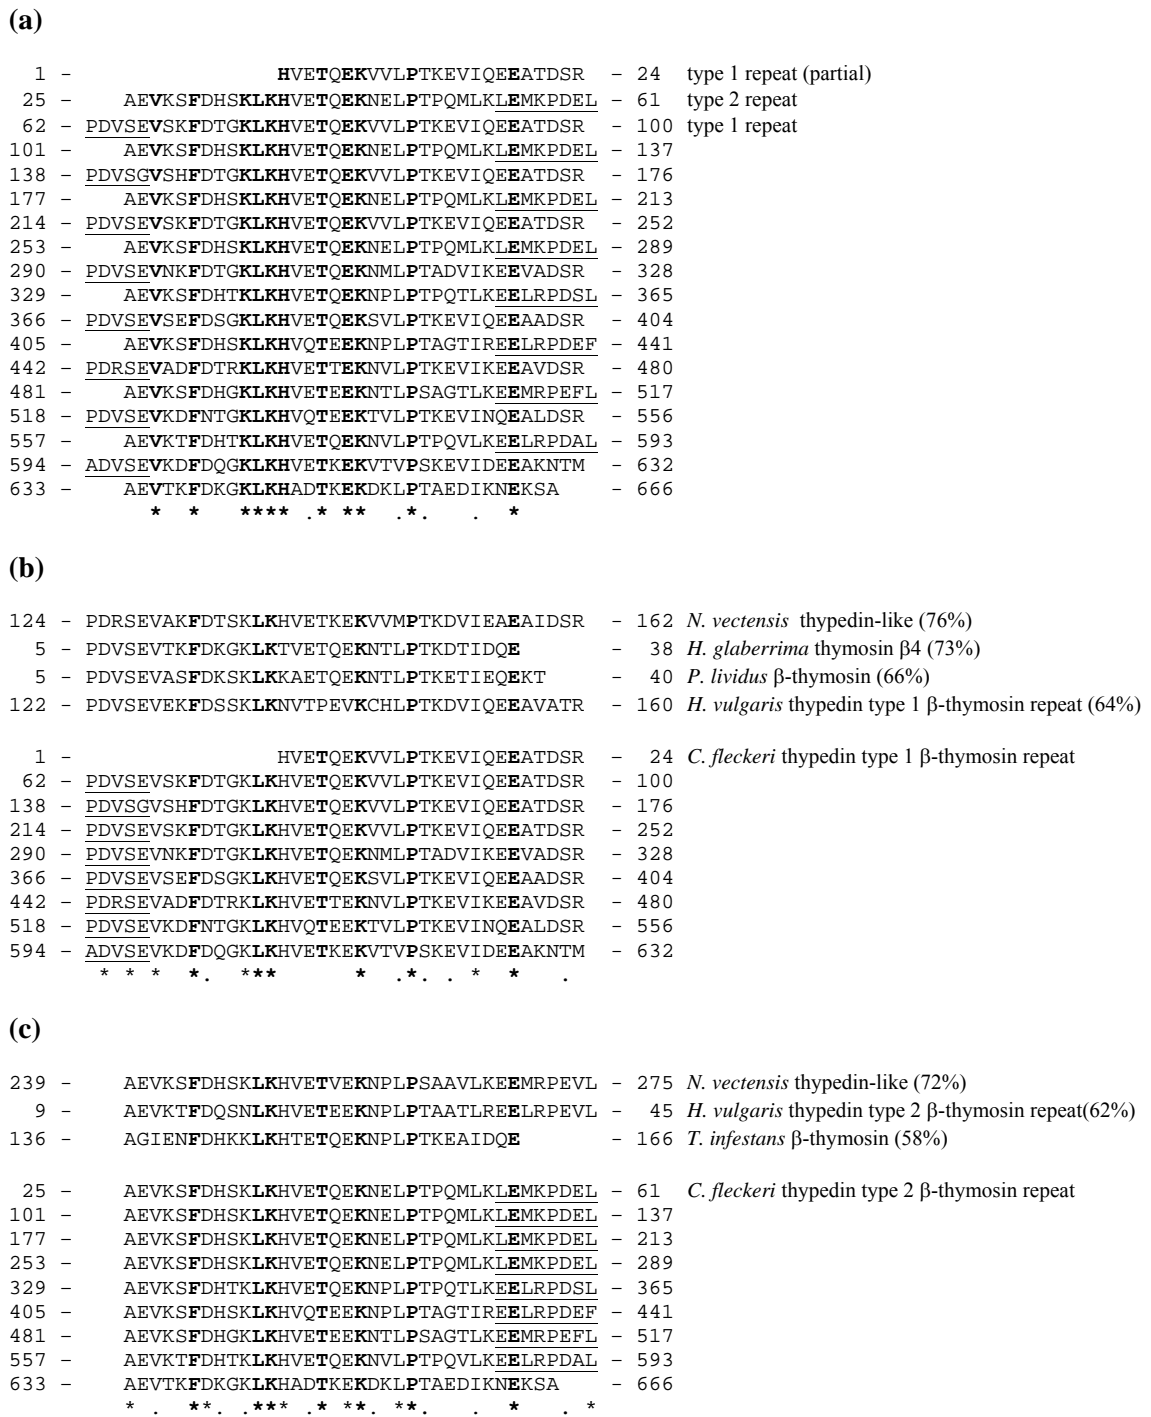 (a)
1 - HVETQEKVVLPTKEVIQEEATDSR - 24 type 1 repeat (partial)
25 - AEVKSFDHSKLKHVETQEKNELPTPQMLKLEMKPDEL - 61 type 2 repeat
62 - PDVSEVSKFDTGKLKHVETQEKVVLPTKEVIQEEATDSR - 100 type 1 repeat
101 - AEVKSFDHSKLKHVETQEKNELPTPQMLKLEMKPDEL - 137
138 - PDVSGVSHFDTGKLKHVETQEKVVLPTKEVIQEEATDSR - 176
177 - AEVKSFDHSKLKHVETQEKNELPTPQMLKLEMKPDEL - 213
214 - PDVSEVSKFDTGKLKHVETQEKVVLPTKEVIQEEATDSR - 252
253 - AEVKSFDHSKLKHVETQEKNELPTPQMLKLEMKPDEL - 289
290 - PDVSEVNKFDTGKLKHVETQEKNMLPTADVIKEEVADSR - 328
329 - AEVKSFDHTKLKHVETQEKNPLPTPQTLKEELRPDSL - 365
366 - PDVSEVSEFDSGKLKHVETQEKSVLPTKEVIQEEAADSR - 404
405 - AEVKSFDHSKLKHVQTEEKNPLPTAGTIREELRPDEF - 441
442 - PDRSEVADFDTRKLKHVETTEKNVLPTKEVIKEEAVDSR - 480
481 - AEVKSFDHGKLKHVETEEKNTLPSAGTLKEEMRPEFL - 517
518 - PDVSEVKDFNTGKLKHVQTEEKTVLPTKEVINQEALDSR - 556
557 - AEVKTFDHTKLKHVETQEKNVLPTPQVLKEELRPDAL - 593
594 - ADVSEVKDFDQGKLKHVETKEKVTVPSKEVIDEEAKNTM - 632
633 - AEVTKFDKGKLKHADTKEKDKLPTAEDIKNEKSA - 666
* * **** .* ** .*. . *
(b)
124 - PDRSEVAKFDTSKLKHVETKEKVVMPTKDVIEAEAIDSR - 162 N. vectensis thypedin-like (76%)
5 - PDVSEVTKFDKGKLKTVETQEKNTLPTKDTIDQE - 38 H. glaberrima thymosin β4 (73%)
5 - PDVSEVASFDKSKLKKAETQEKNTLPTKETIEQEKT - 40 P. lividus β-thymosin (66%)
122 - PDVSEVEKFDSSKLKNVTPEVKCHLPTKDVIQEEAVATR - 160 H. vulgaris thypedin type 1 β-thymosin repeat (64%)
1 - HVETQEKVVLPTKEVIQEEATDSR - 24 C. fleckeri thypedin type 1 β-thymosin repeat
62 - PDVSEVSKFDTGKLKHVETQEKVVLPTKEVIQEEATDSR - 100
138 - PDVSGVSHFDTGKLKHVETQEKVVLPTKEVIQEEATDSR - 176
214 - PDVSEVSKFDTGKLKHVETQEKVVLPTKEVIQEEATDSR - 252
290 - PDVSEVNKFDTGKLKHVETQEKNMLPTADVIKEEVADSR - 328
366 - PDVSEVSEFDSGKLKHVETQEKSVLPTKEVIQEEAADSR - 404
442 - PDRSEVADFDTRKLKHVETTEKNVLPTKEVIKEEAVDSR - 480
518 - PDVSEVKDFNTGKLKHVQTEEKTVLPTKEVINQEALDSR - 556
594 - ADVSEVKDFDQGKLKHVETKEKVTVPSKEVIDEEAKNTM - 632
* * * *. *** * .*. . * * .
(c)
239 - AEVKSFDHSKLKHVETVEKNPLPSAAVLKEEMRPEVL - 275 N. vectensis thypedin-like (72%)
9 - AEVKTFDQSNLKHVETEEKNPLPTAATLREELRPEVL - 45 H. vulgaris thypedin type 2 β-thymosin repeat(62%)
136 - AGIENFDHKKLKHTETQEKNPLPTKEAIDQE - 166 T. infestans β-thymosin (58%)
25 - AEVKSFDHSKLKHVETQEKNELPTPQMLKLEMKPDEL - 61 C. fleckeri thypedin type 2 β-thymosin repeat
101 - AEVKSFDHSKLKHVETQEKNELPTPQMLKLEMKPDEL - 137
177 - AEVKSFDHSKLKHVETQEKNELPTPQMLKLEMKPDEL - 213
253 - AEVKSFDHSKLKHVETQEKNELPTPQMLKLEMKPDEL - 289
329 - AEVKSFDHTKLKHVETQEKNPLPTPQTLKEELRPDSL - 365
405 - AEVKSFDHSKLKHVQTEEKNPLPTAGTIREELRPDEF - 441
481 - AEVKSFDHGKLKHVETEEKNTLPSAGTLKEEMRPEFL - 517
557 - AEVKTFDHTKLKHVETQEKNVLPTPQVLKEELRPDAL - 593
633 - AEVTKFDKGKLKHADTKEKDKLPTAEDIKNEKSA - 666
* . **. .*** .* **. **. . * . *